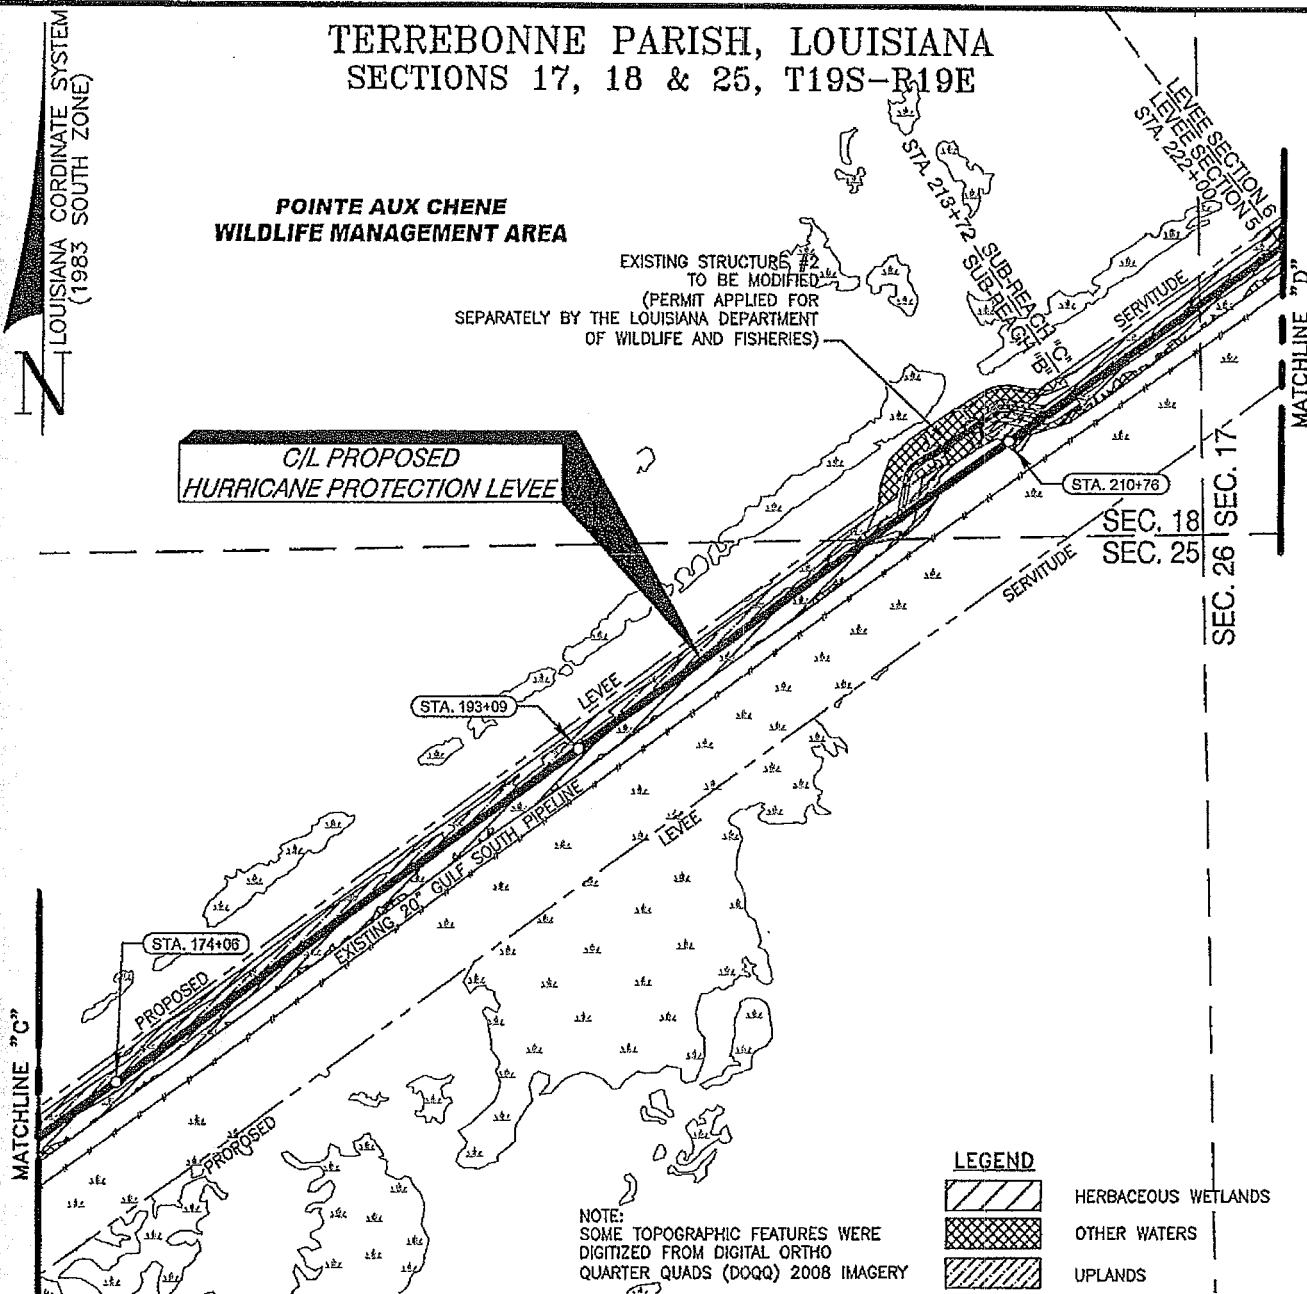 TERREBONNE PARISH, LOUISIANA
SECTIONS 17, 18 & 25, T19S-R19E
LOUISIANA CORDINATE SYSTEM
(1983 SOUTH ZONE)
N
POINTE AUX CHENE
WILDLIFE MANAGEMENT AREA
EXISTING STRUCTURE #2
TO BE MODIFIED
(PERMIT APPLIED FOR
SEPARATELY BY THE LOUISIANA DEPARTMENT
OF WILDLIFE AND FISHERIES)
STA. 213+72
SUB-REACH "C"
SUB-REACH "B"
LEVEE SECTION 6
LEVEE SECTION 5
STA. 222+00
SERVITUDE
MATCHLINE "D"
C/L PROPOSED
HURRICANE PROTECTION LEVEE
STA. 210+76
SEC. 18
SEC. 17
SEC. 25
SEC. 26
SERVITUDE
LEVEE
STA. 193+09
EXISTING 20" GULF SOUTH PIPELINE
LEVEE
STA. 174+06
PROPOSED
PROPOSED
MATCHLINE "C"
NOTE:
SOME TOPOGRAPHIC FEATURES WERE
DIGITIZED FROM DIGITAL ORTHO
QUARTER QUADS (DOQQ) 2008 IMAGERY
LEGEND
HERBACEOUS WETLANDS
OTHER WATERS
UPLANDS